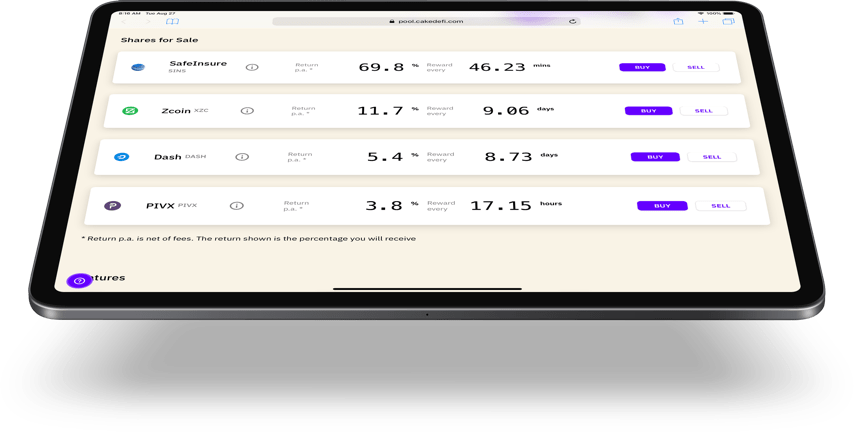 8:16 AM Tue Aug 27
100%
pool.cakedefi.com
Shares for Sale
SafeInsure
SINS
Return
p.a. *
69.8 %
Reward
every
46.23 mins
BUY
SELL
Zcoin XZC
Return
p.a. *
11.7 %
Reward
every
9.06 days
BUY
SELL
Dash DASH
Return
p.a. *
5.4 %
Reward
every
8.73 days
BUY
SELL
PIVX PIVX
Return
p.a. *
3.8 %
Reward
every
17.15 hours
BUY
SELL
* Return p.a. is net of fees. The return shown is the percentage you will receive
tures